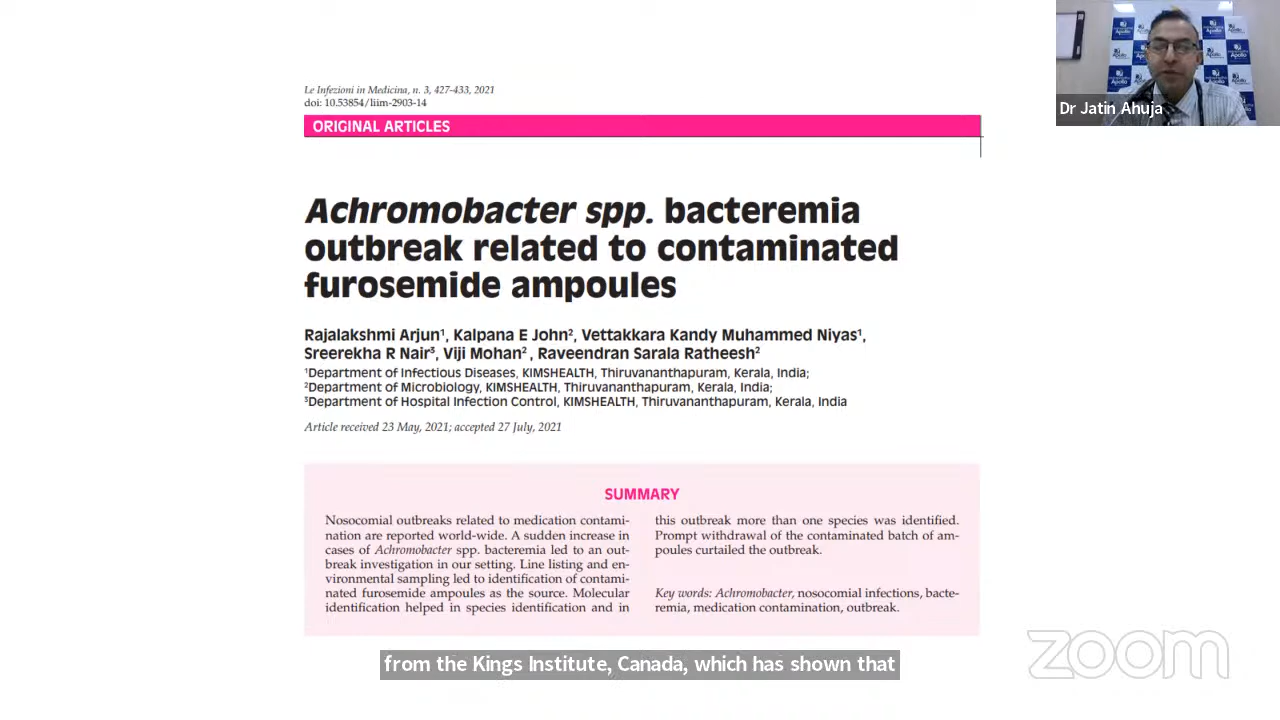 Le Infezioni in Medicina, n. 3, 427-433, 2021
doi: 10.53854/liim-2903-14
ORIGINAL ARTICLES
Achromobacter spp. bacteremia
outbreak related to contaminated
furosemide ampoules
Rajalakshmi Arjun¹, Kalpana E John², Vettakkara Kandy Muhammed Niyas¹,
Sreerekha R Nair³, Viji Mohan², Raveendran Sarala Ratheesh²
¹Department of Infectious Diseases, KIMSHEALTH, Thiruvananthapuram, Kerala, India;
²Department of Microbiology, KIMSHEALTH, Thiruvananthapuram, Kerala, India;
³Department of Hospital Infection Control, KIMSHEALTH, Thiruvananthapuram, Kerala, India
Article received 23 May, 2021; accepted 27 July, 2021
SUMMARY
Nosocomial outbreaks related to medication contami-
nation are reported world-wide. A sudden increase in
cases of Achromobacter spp. bacteremia led to an out-
break investigation in our setting. Line listing and en-
vironmental sampling led to identification of contami-
nated furosemide ampoules as the source. Molecular
identification helped in species identification and in
this outbreak more than one species was identified.
Prompt withdrawal of the contaminated batch of am-
poules curtailed the outbreak.
Key words: Achromobacter, nosocomial infections, bacte-
remia, medication contamination, outbreak.
from the Kings Institute, Canada, which has shown that
Dr Jatin Ahuja
Apollo
zoom